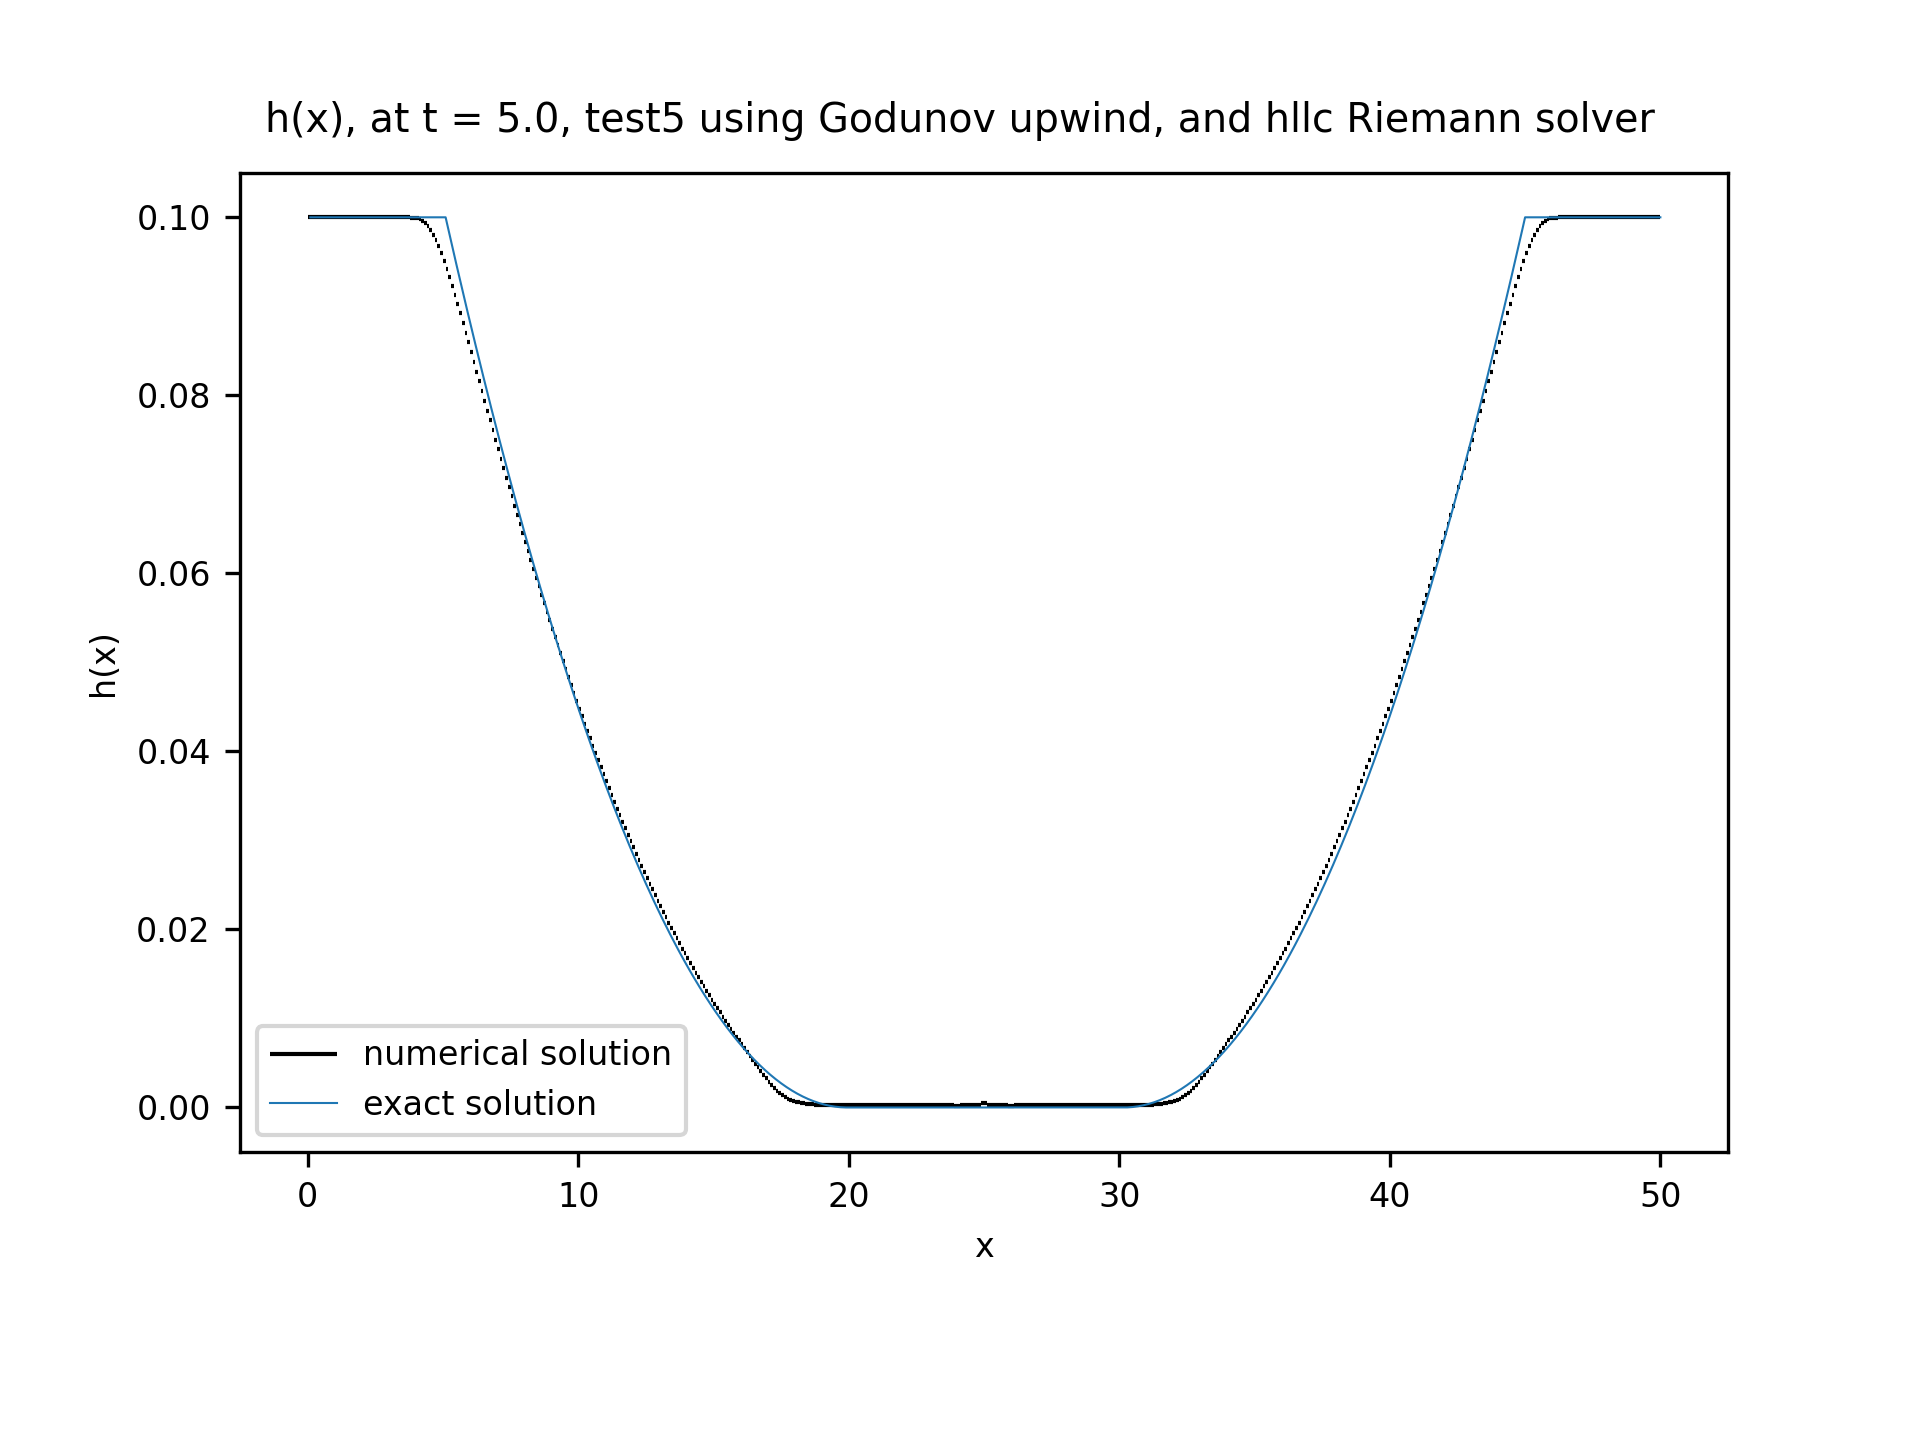 h(x), at t = 5.0, test5 using Godunov upwind, and hllc Riemann solver
0.10
0.08
0.06
0.04
0.02
0.00
h(x)
numerical solution
exact solution
0 10 20 30 40 50
x